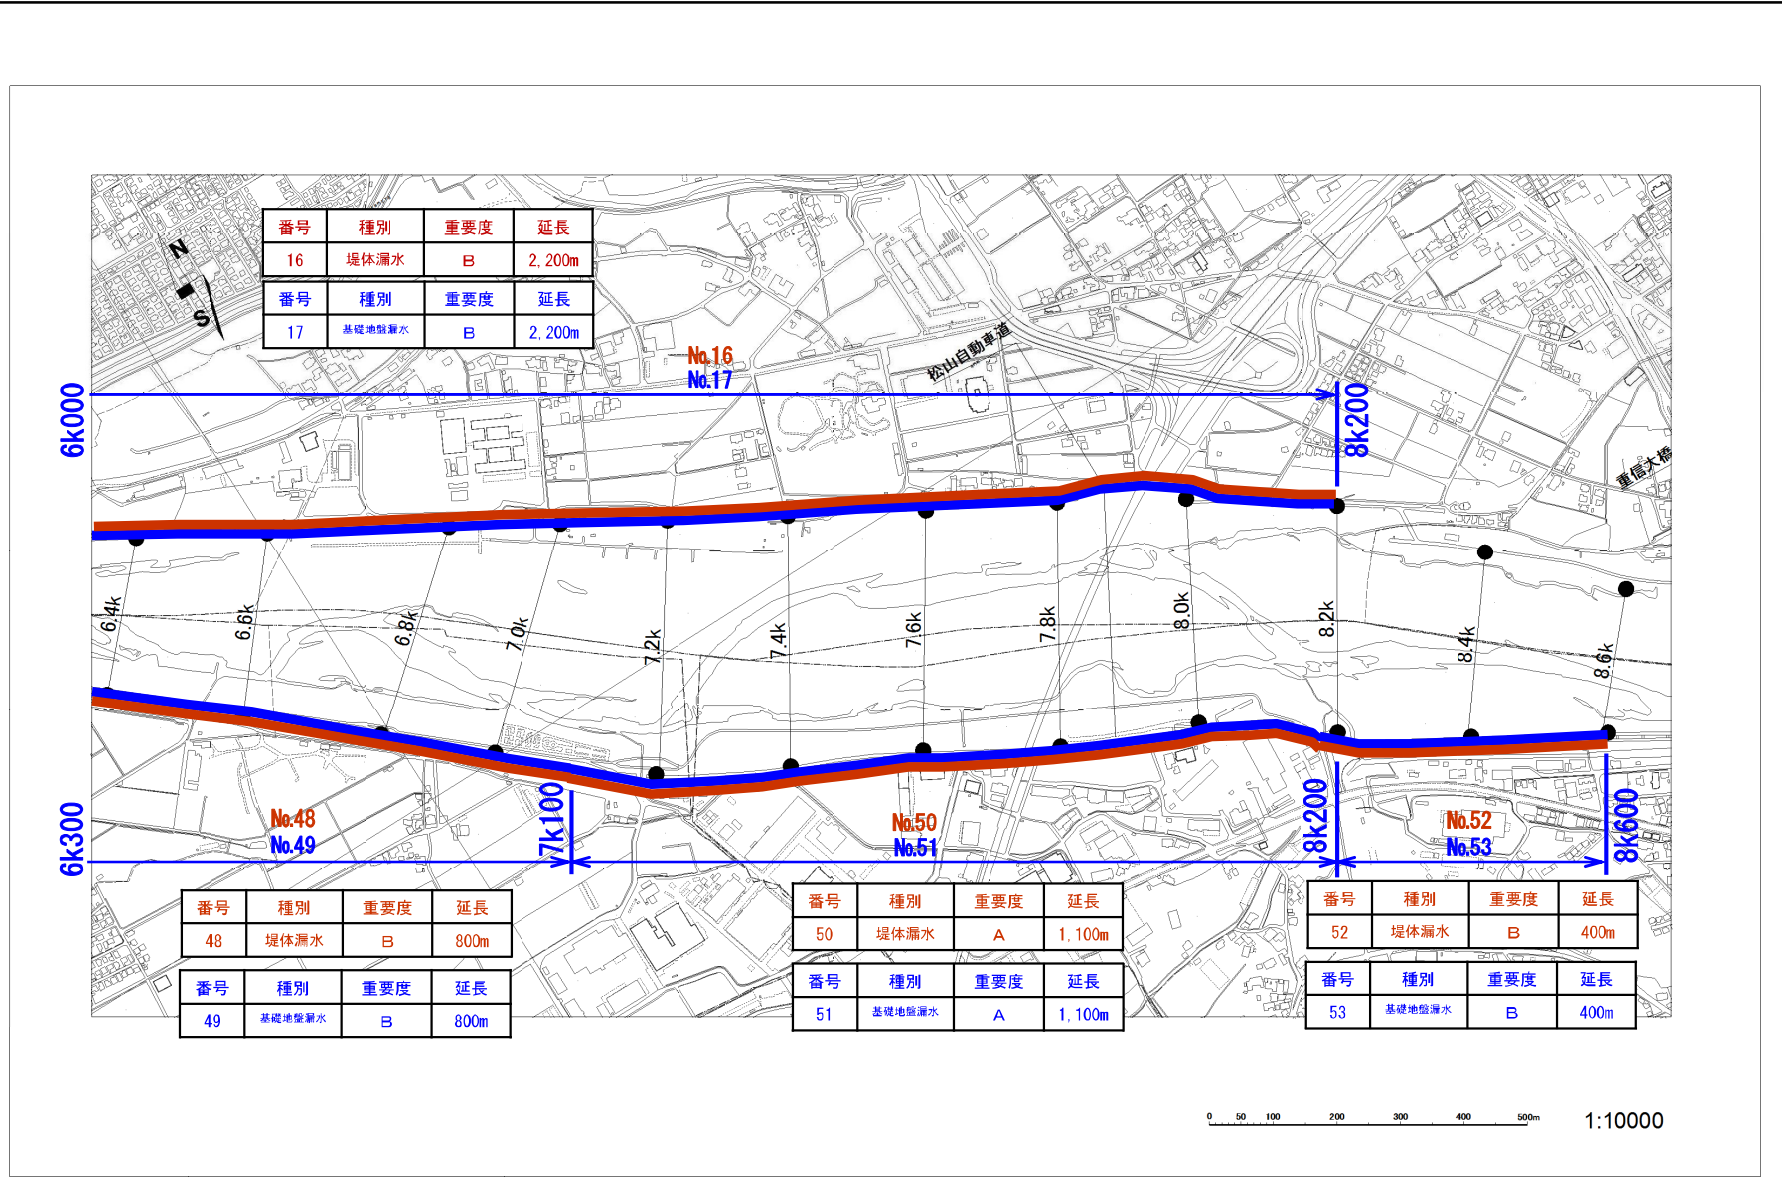 番号 種別 重要度 延長
16 堤体漏水 B 2,200m
番号 種別 重要度 延長
17 基礎地盤漏水 B 2,200m
N
S
No.16
No.17
松山自動車道
6k000
8k200
重信大橋
6.4k
6.6k
6.8k
7.0k
7.2k
7.4k
7.6k
7.8k
8.0k
8.2k
8.4k
8.6k
6k300
No.48
No.49
7k100
No.50
No.51
8k200
No.52
No.53
8k600
番号 種別 重要度 延長
48 堤体漏水 B 800m
番号 種別 重要度 延長
49 基礎地盤漏水 B 800m
番号 種別 重要度 延長
50 堤体漏水 A 1,100m
番号 種別 重要度 延長
51 基礎地盤漏水 A 1,100m
番号 種別 重要度 延長
52 堤体漏水 B 400m
番号 種別 重要度 延長
53 基礎地盤漏水 B 400m
0 50 100 200 300 400 500m
1:10000